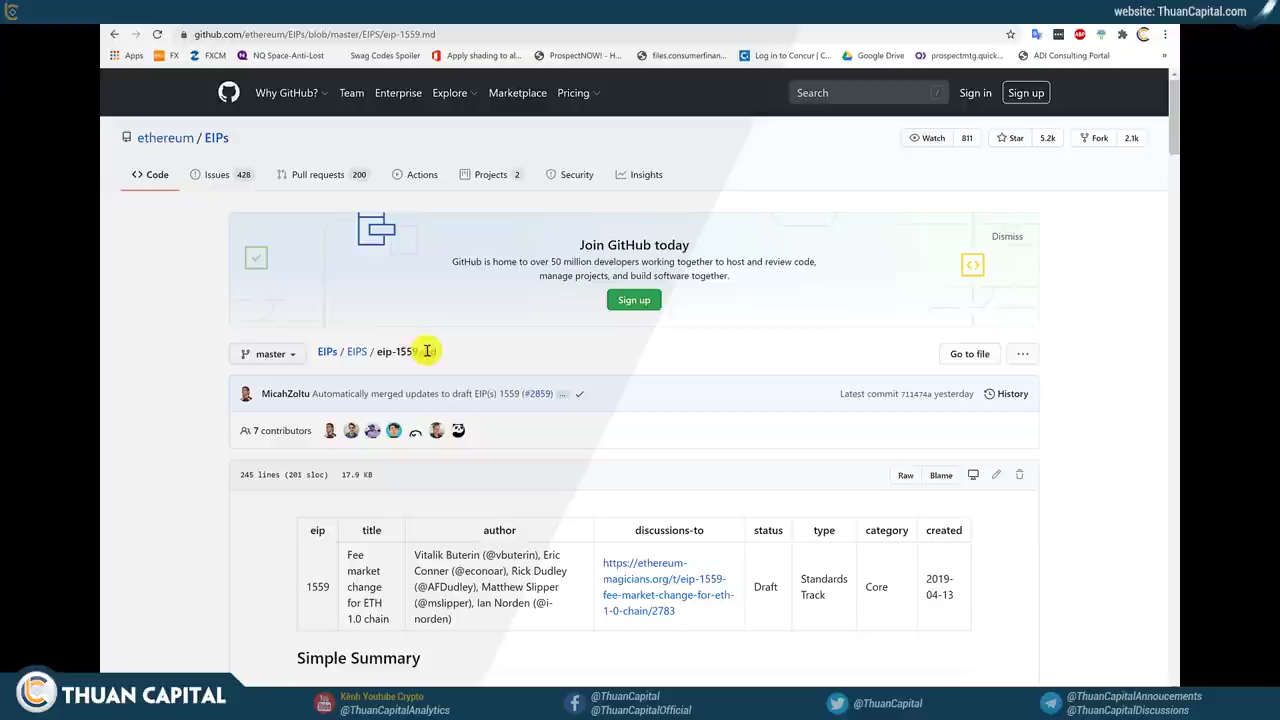 website: ThuanCapital.com
github.com/ethereum/EIPs/blob/master/EIPS/eip-1559.md
Apps
FX
FXCM
NQ Space-Anti-Lost
Swag Codes Spoiler
Application shading to al...
ProspectNOW! - H...
files.consumerfinan...
Log in to Concur | C...
Google Drive
prospectmtg.quick...
ADI Consulting Portal
»
Why GitHub?
Team
Enterprise
Explore
Marketplace
Pricing
Search
/
Sign in
Sign up
ethereum / EIPs
Watch 811
Star 5.2k
Fork 2.1k
Code
Issues 428
Pull requests 200
Actions
Projects 2
Security
Insights
Join GitHub today
Dismiss
GitHub is home to over 50 million developers working together to host and review code,
manage projects, and build software together.
Sign up
master
EIPs / EIPS / eip-1559
Go to file
...
MicahZoltu Automatically merged updates to draft EIP(s) 1559 (#2859) ...
Latest commit 711474a yesterday
History
7 contributors
245 lines (201 sloc) 17.9 KB
Raw
Blame
eip title author discussions-to status type category created
1559
Fee
market
change
for ETH
1.0 chain
Vitalik Buterin (@vbuterin), Eric
Conner (@econoar), Rick Dudley
(@AFDudley), Matthew Slipper
(@mslipper), Ian Norden (@i-
norden)
https://ethereum-
magicians.org/t/eip-1559-
fee-market-change-for-eth-
1-0-chain/2783
Draft
Standards
Track
Core
2019-
04-13
Simple Summary
THUAN CAPITAL
Kênh Youtube Crypto
@ThuanCapitalAnalytics
@ThuanCapital
@ThuanCapitalOfficial
@ThuanCapital
@ThuanCapitalAnnoucements
@ThuanCapitalDiscussions